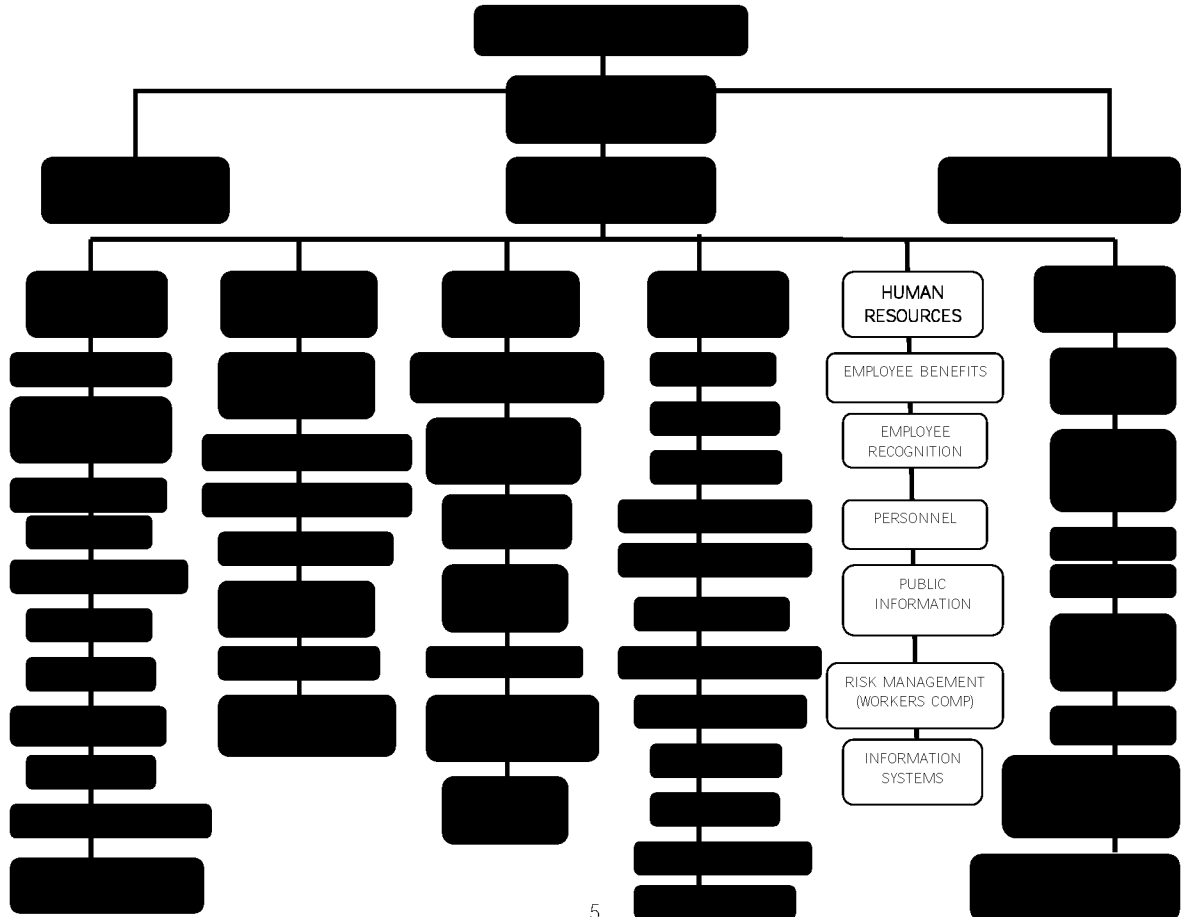 HUMAN
RESOURCES
EMPLOYEE BENEFITS
EMPLOYEE
RECOGNITION
PERSONNEL
PUBLIC
INFORMATION
RISK MANAGEMENT
(WORKERS COMP)
INFORMATION
SYSTEMS
5